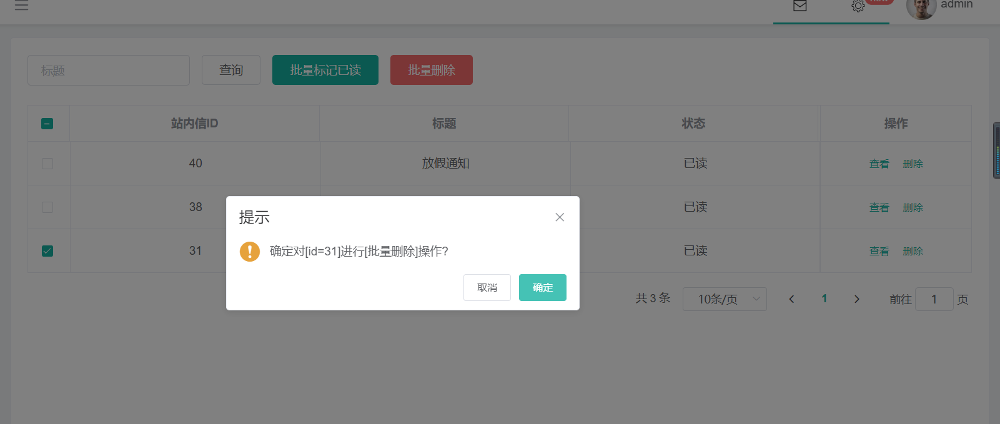 new
admin
标题
查询
批量标记已读
批量删除
站内信ID
标题
状态
操作
40
放假通知
已读
查看
删除
38
已读
查看
删除
31
已读
查看
删除
提示
确定对[id=31]进行[批量删除]操作?
取消
确定
共 3 条
10条/页
1
前往
1
页